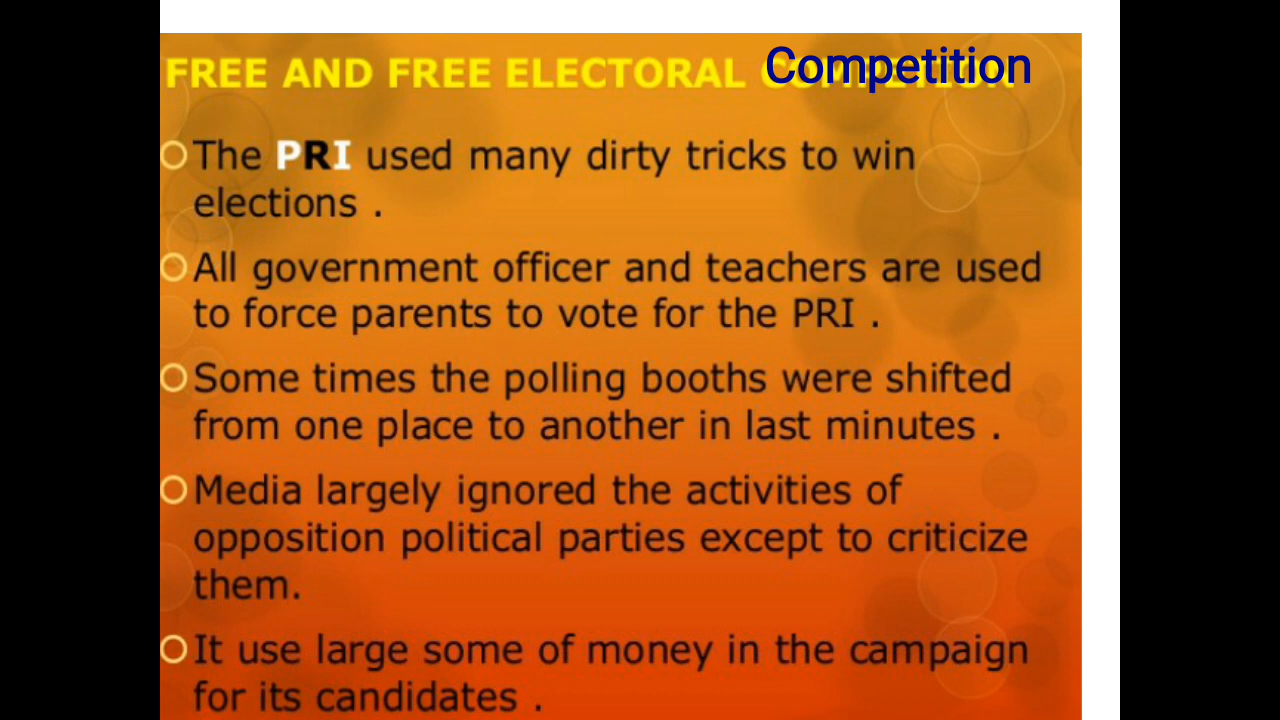 FREE AND FREE ELECTORAL Competition
The PRI used many dirty tricks to win
elections .
All government officer and teachers are used
to force parents to vote for the PRI .
Some times the polling booths were shifted
from one place to another in last minutes .
Media largely ignored the activities of
opposition political parties except to criticize
them.
It use large some of money in the campaign
for its candidates .